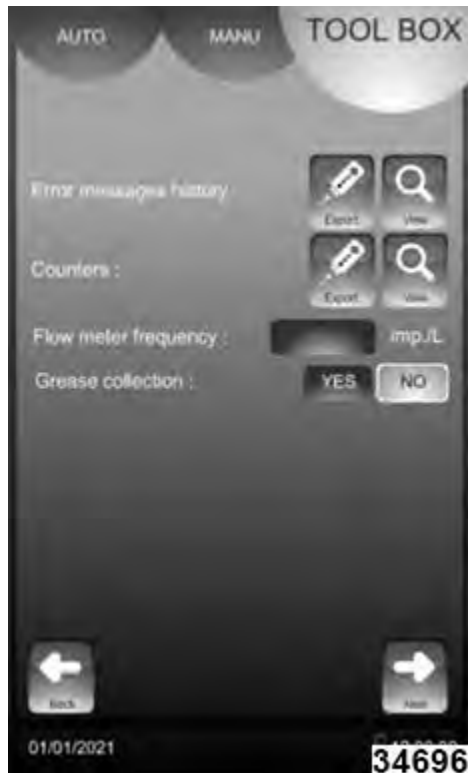 AUTO MANU TOOL BOX
Error messages history
Export View
Counters :
Export View
Flow meter frequency : imp./L
Grease collection : YES NO
Back Next
01/01/2021
34696